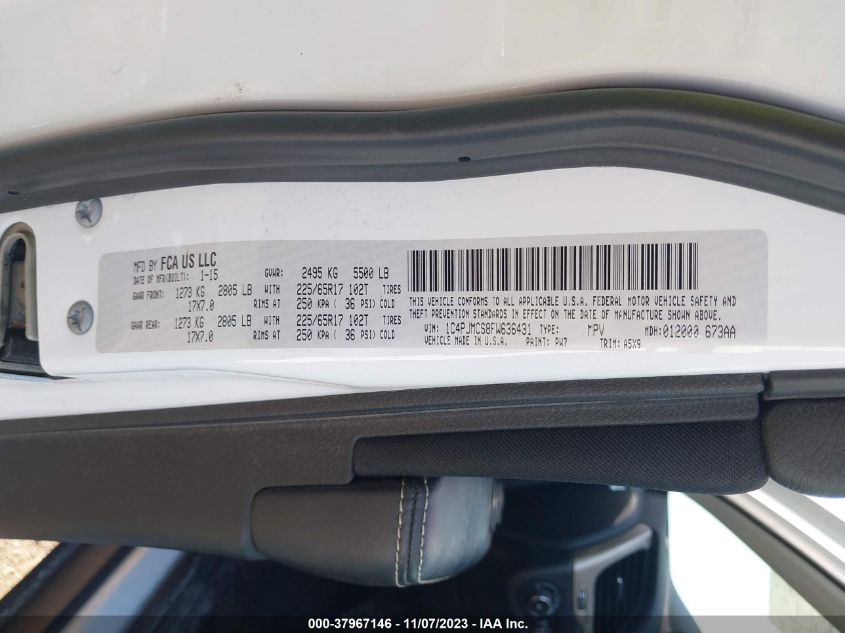 MFD BY FCA US LLC
DATE OF MFR(BUILT): 1-15 GVWR: 2495 KG 5500 LB
GAWR FRONT: 1273 KG 2805 LB WITH 225/65R17 102T TIRES
17X7.0 RIMS AT 250 KPA ( 36 PSI) COLD
GAWR REAR: 1273 KG 2805 LB WITH 225/65R17 102T TIRES
17X7.0 RIMS AT 250 KPA ( 36 PSI) COLD
THIS VEHICLE CONFORMS TO ALL APPLICABLE U.S.A. FEDERAL MOTOR VEHICLE SAFETY AND
THEFT PREVENTION STANDARDS IN EFFECT ON THE DATE OF MANUFACTURE SHOWN ABOVE.
VIN: 1C4PJMCS8FW636431 TYPE: MPV MDH: 012000 673AA
VEHICLE MADE IN U.S.A. PAINT: PW7 TRIM: A5X9
000-37967146 - 11/07/2023 - IAA Inc.